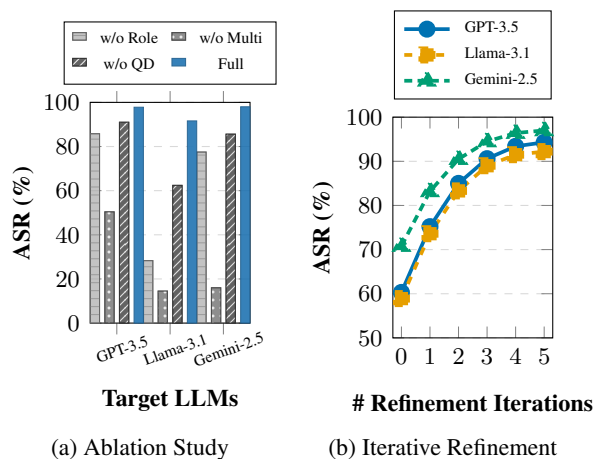 w/o Role w/o Multi
w/o QD Full
ASR (%)
100
80
60
40
20
0
GPT-3.5 Llama-3.1 Gemini-2.5
Target LLMs
(a) Ablation Study
GPT-3.5
Llama-3.1
Gemini-2.5
ASR (%)
100
90
80
70
60
50
0 1 2 3 4 5
# Refinement Iterations
(b) Iterative Refinement